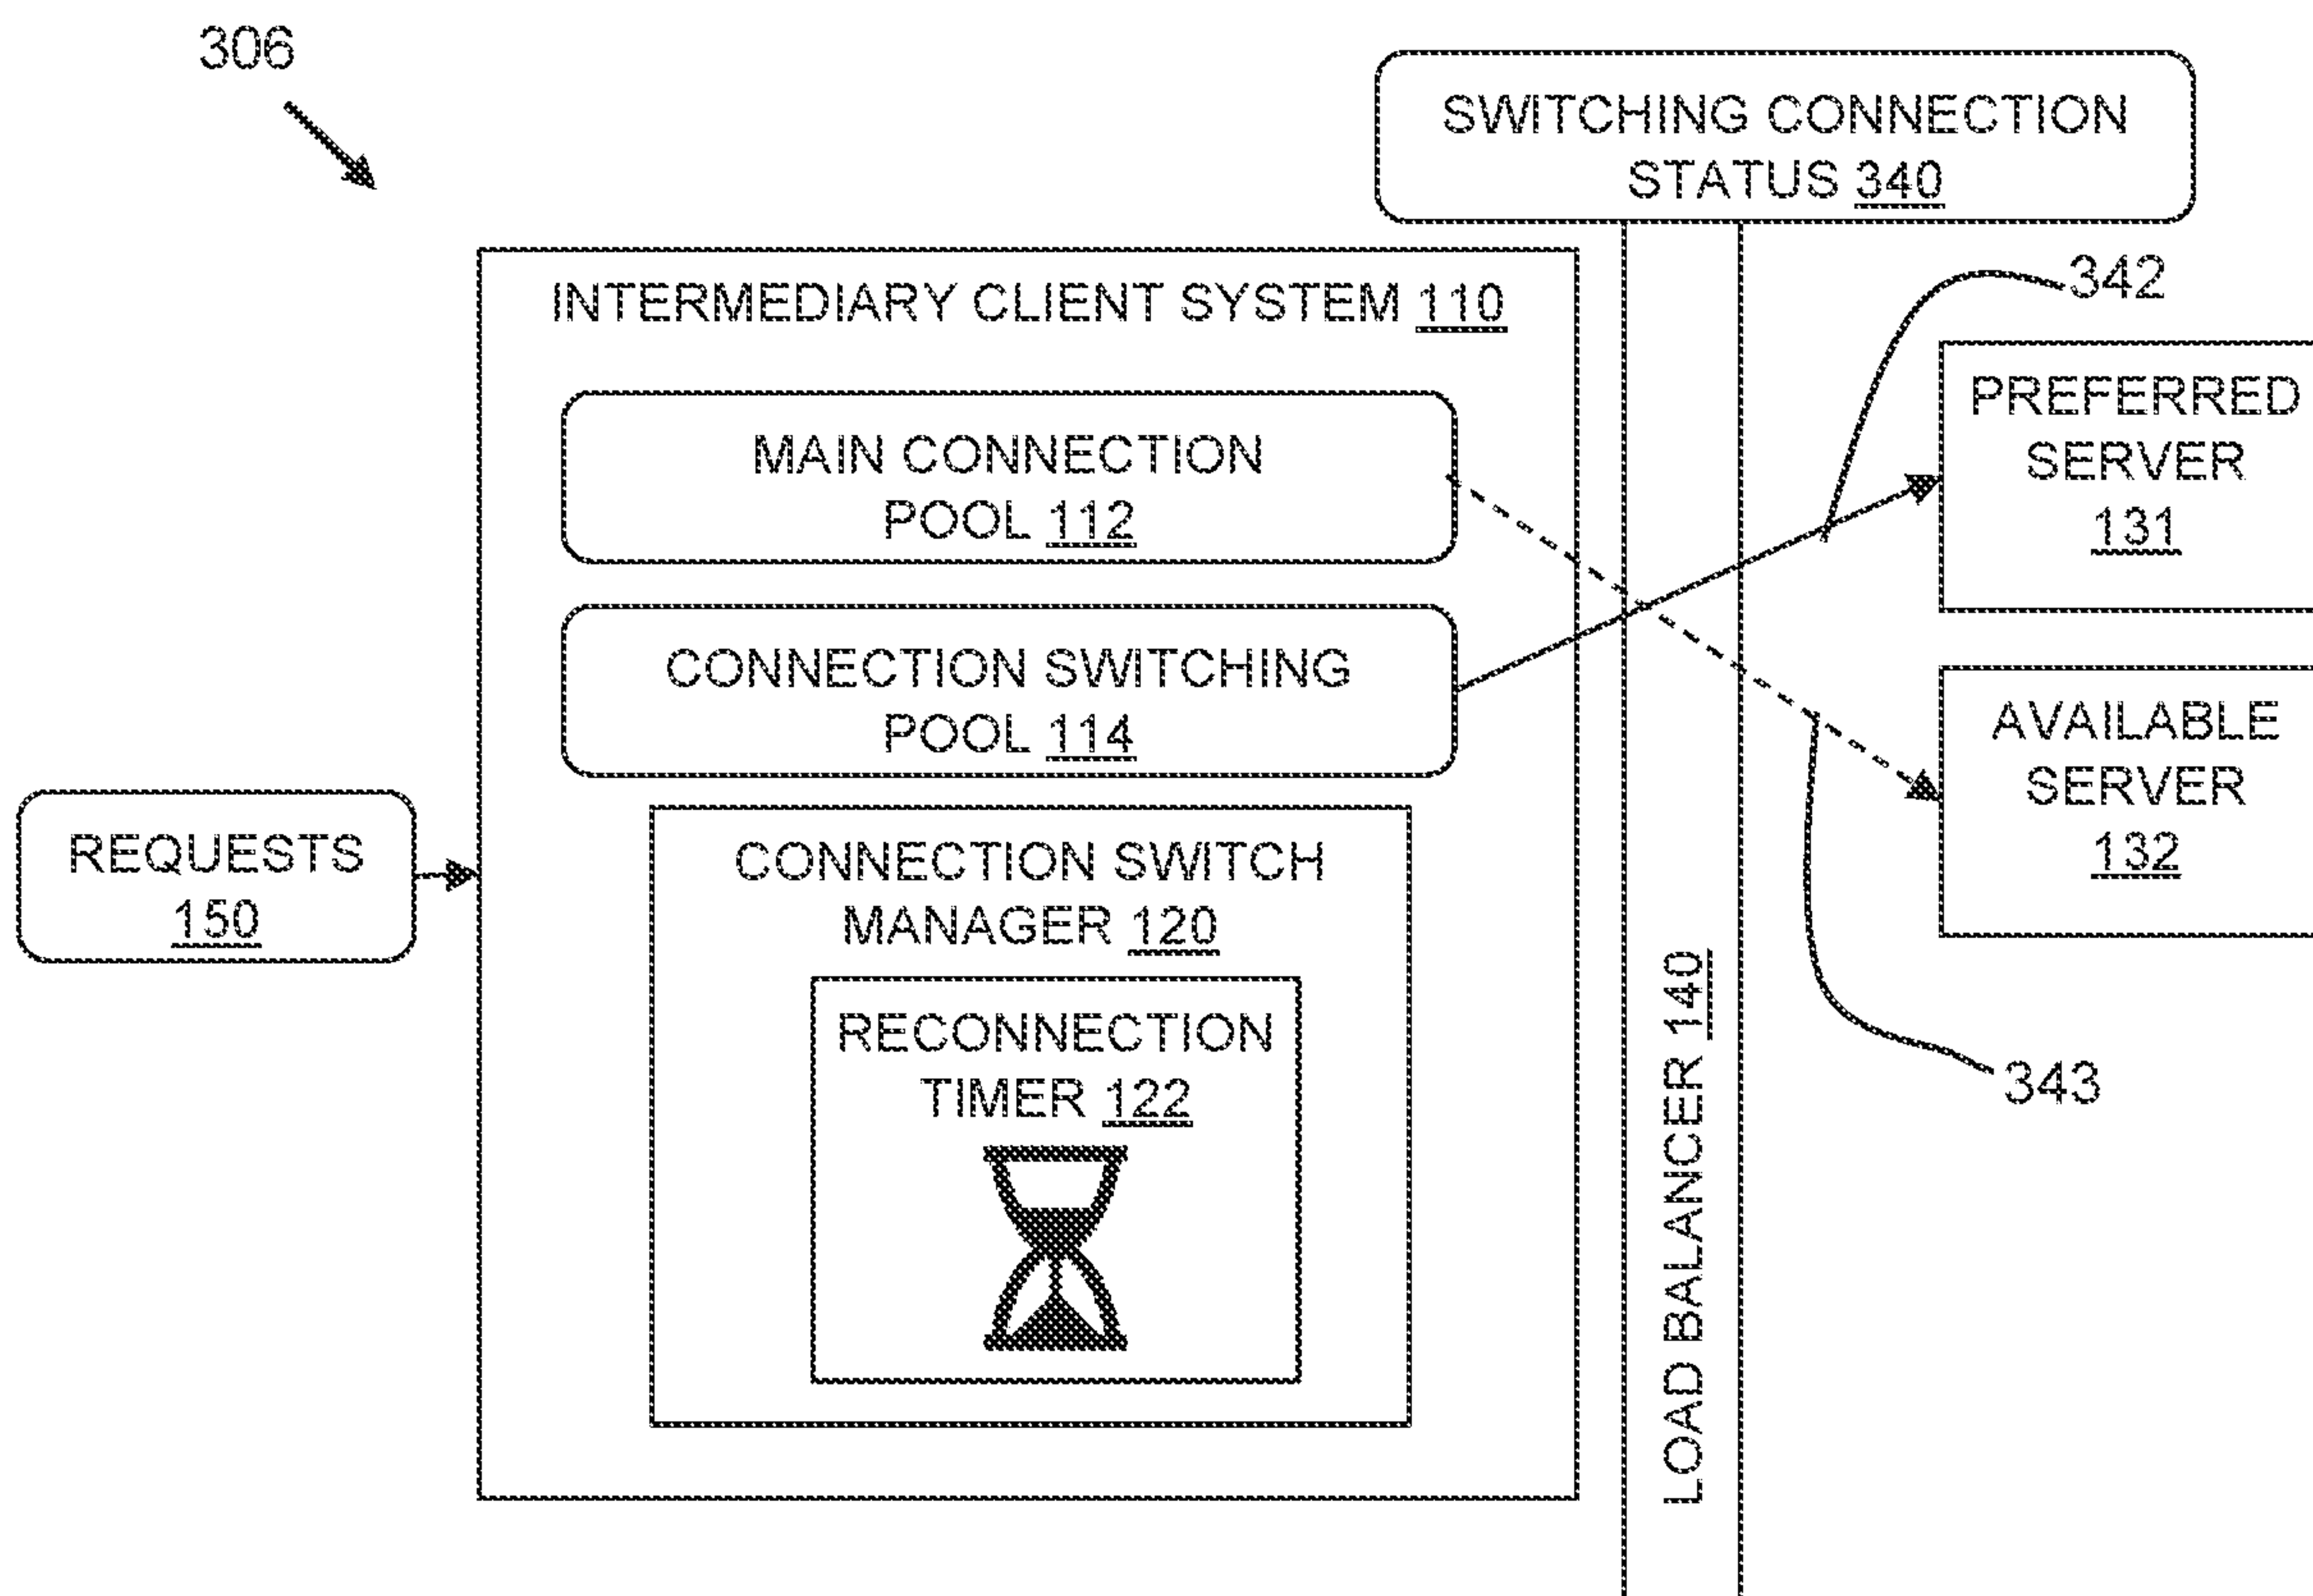 306
SWITCHING CONNECTION
STATUS 340
INTERMEDIARY CLIENT SYSTEM 110
342
MAIN CONNECTION
POOL 112
PREFERRED
SERVER
131
CONNECTION SWITCHING
POOL 114
AVAILABLE
SERVER
132
REQUESTS
150
CONNECTION SWITCH
MANAGER 120
RECONNECTION
TIMER 122
LOAD BALANCER 140
343